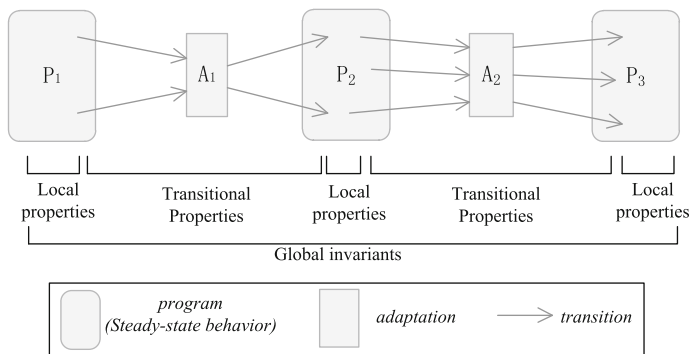 P1
A1
P2
A2
P3
Local
properties
Transitional
Properties
Local
properties
Transitional
Properties
Local
properties
Global invariants
program
(Steady-state behavior)
adaptation
transition